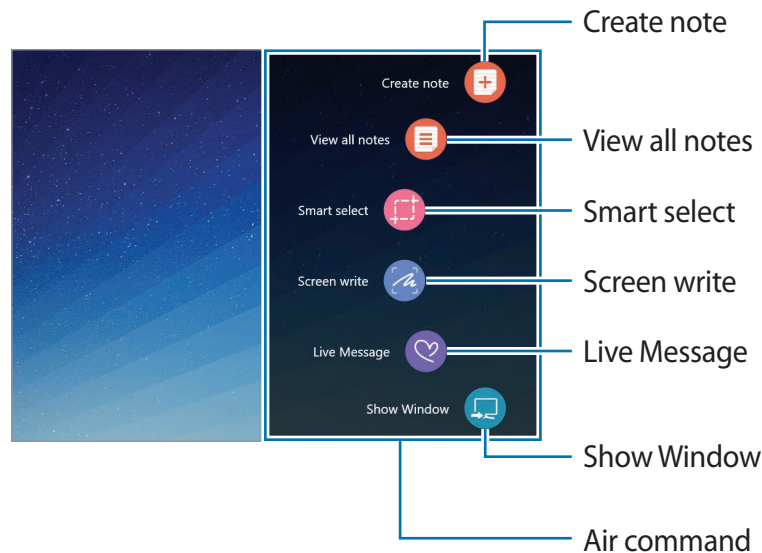 Create note
Create note
View all notes
View all notes
Smart select
Smart select
Screen write
Screen write
Live Message
Live Message
Show Window
Show Window
Air command